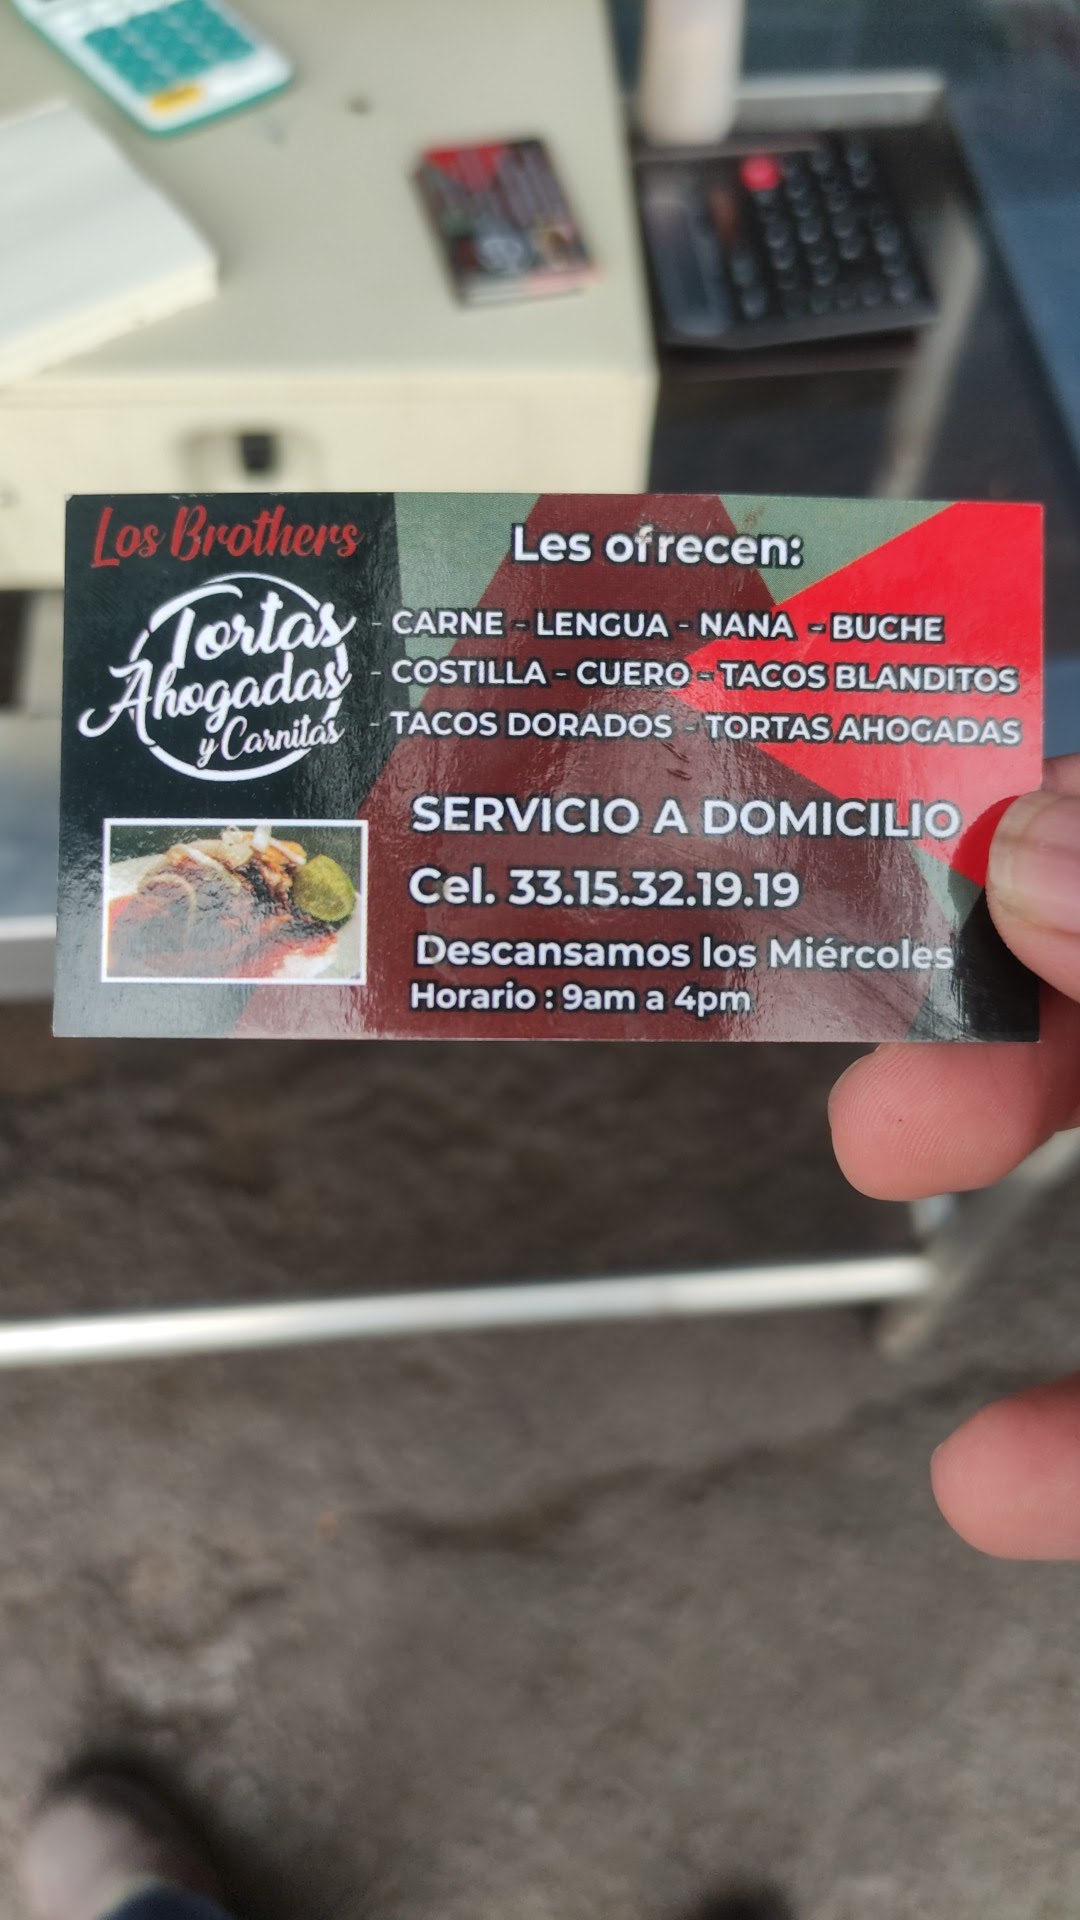 Los Brothers
Tortas
Ahogadas
y Carnitas
Les ofrecen:
- CARNE - LENGUA - NANA - BUCHE
- COSTILLA - CUERO - TACOS BLANDITOS
- TACOS DORADOS - TORTAS AHOGADAS
SERVICIO A DOMICILIO
Cel. 33.15.32.19.19
Descansamos los Miércoles
Horario : 9am a 4pm